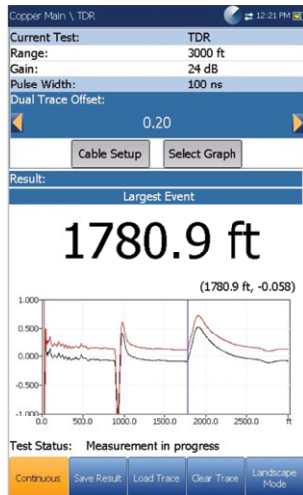 Copper Main \ TDR 12:21 PM
Current Test: TDR
Range: 3000 ft
Gain: 24 dB
Pulse Width: 100 ns
Dual Trace Offset:
0.20
Cable Setup Select Graph
Result:
Largest Event
1780.9 ft
(1780.9 ft, -0.058)
1.000
0.500
0.000
-0.500
-1.000
0.0 500.0 1000.0 1500.0 2000.0 2500.0 ft
Test Status: Measurement in progress
Continuous Save Result Load Trace Clear Trace Landscape Mode